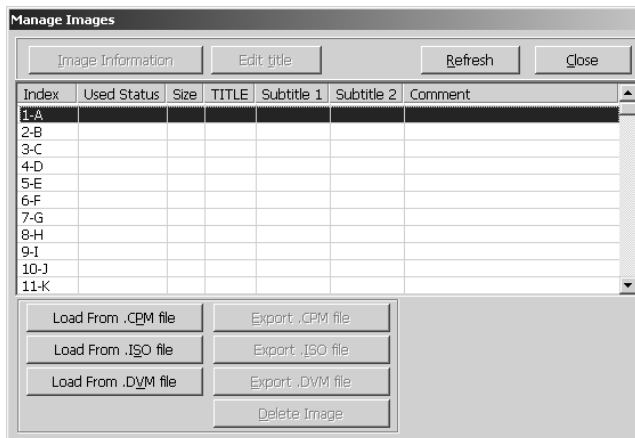 Manage Images
Image Information Edit title Refresh Close
Index Used Status Size TITLE Subtitle 1 Subtitle 2 Comment
1-A
2-B
3-C
4-D
5-E
6-F
7-G
8-H
9-I
10-J
11-K
Load From .CPM file Export .CPM file
Load From .ISO file Export .ISO file
Load From .DVM file Export .DVM file
Delete Image